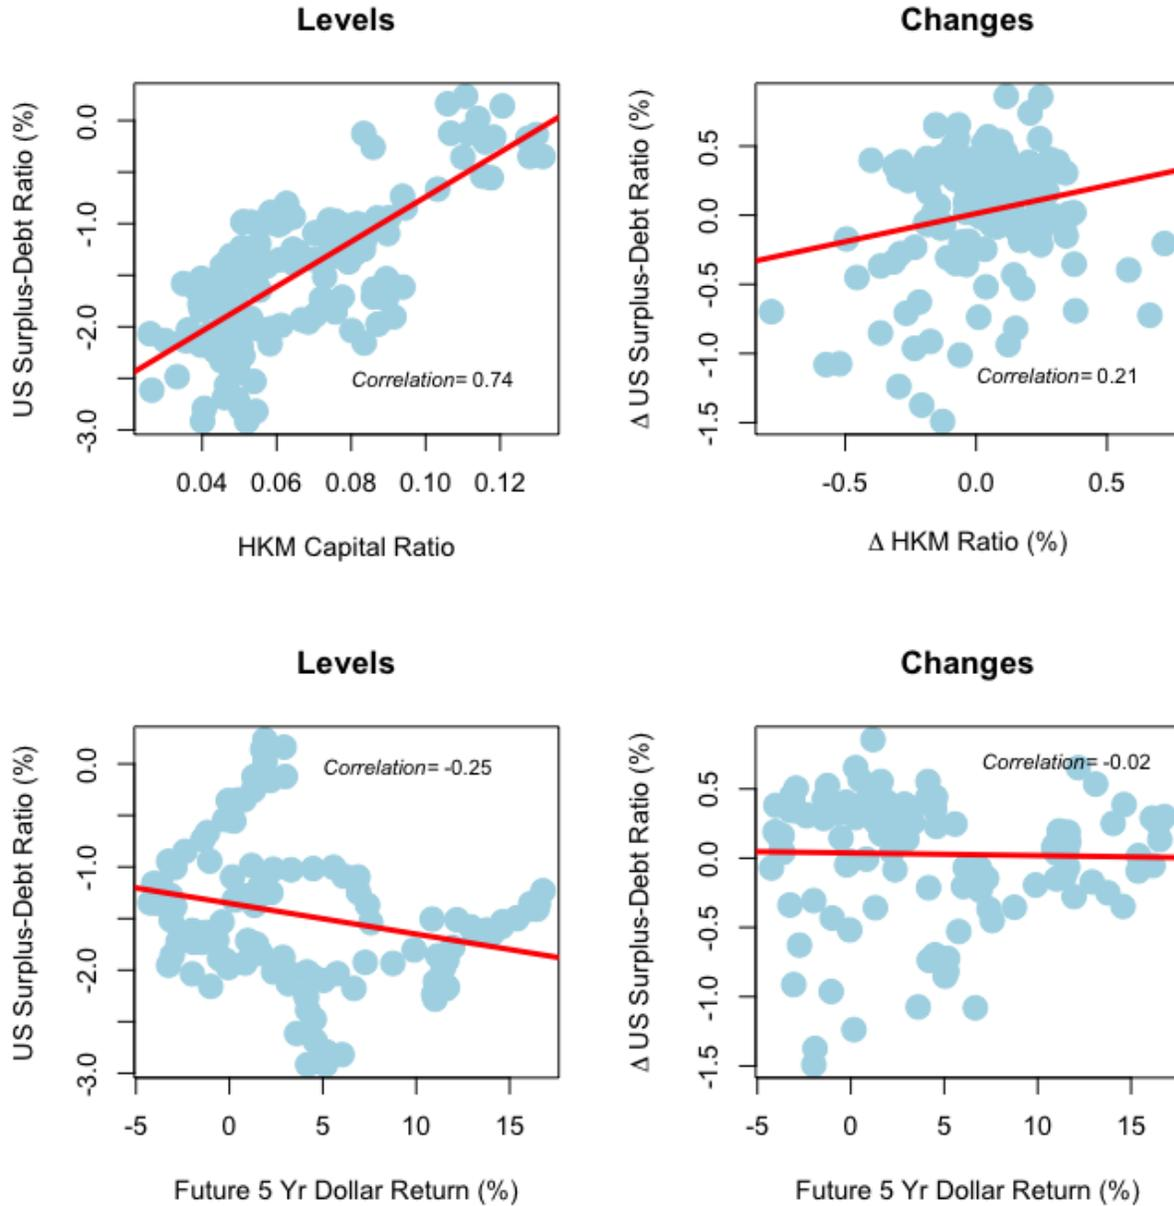 Levels
US Surplus-Debt Ratio (%)
0.0
-1.0
-2.0
-3.0
Correlation= 0.74
0.04 0.06 0.08 0.10 0.12
HKM Capital Ratio
Changes
Δ US Surplus-Debt Ratio (%)
0.5
0.0
-0.5
-1.0
-1.5
Correlation= 0.21
-0.5 0.0 0.5
Δ HKM Ratio (%)
Levels
US Surplus-Debt Ratio (%)
0.0
-1.0
-2.0
-3.0
Correlation= -0.25
-5 0 5 10 15
Future 5 Yr Dollar Return (%)
Changes
Δ US Surplus-Debt Ratio (%)
0.5
0.0
-0.5
-1.0
-1.5
Correlation= -0.02
-5 0 5 10 15
Future 5 Yr Dollar Return (%)